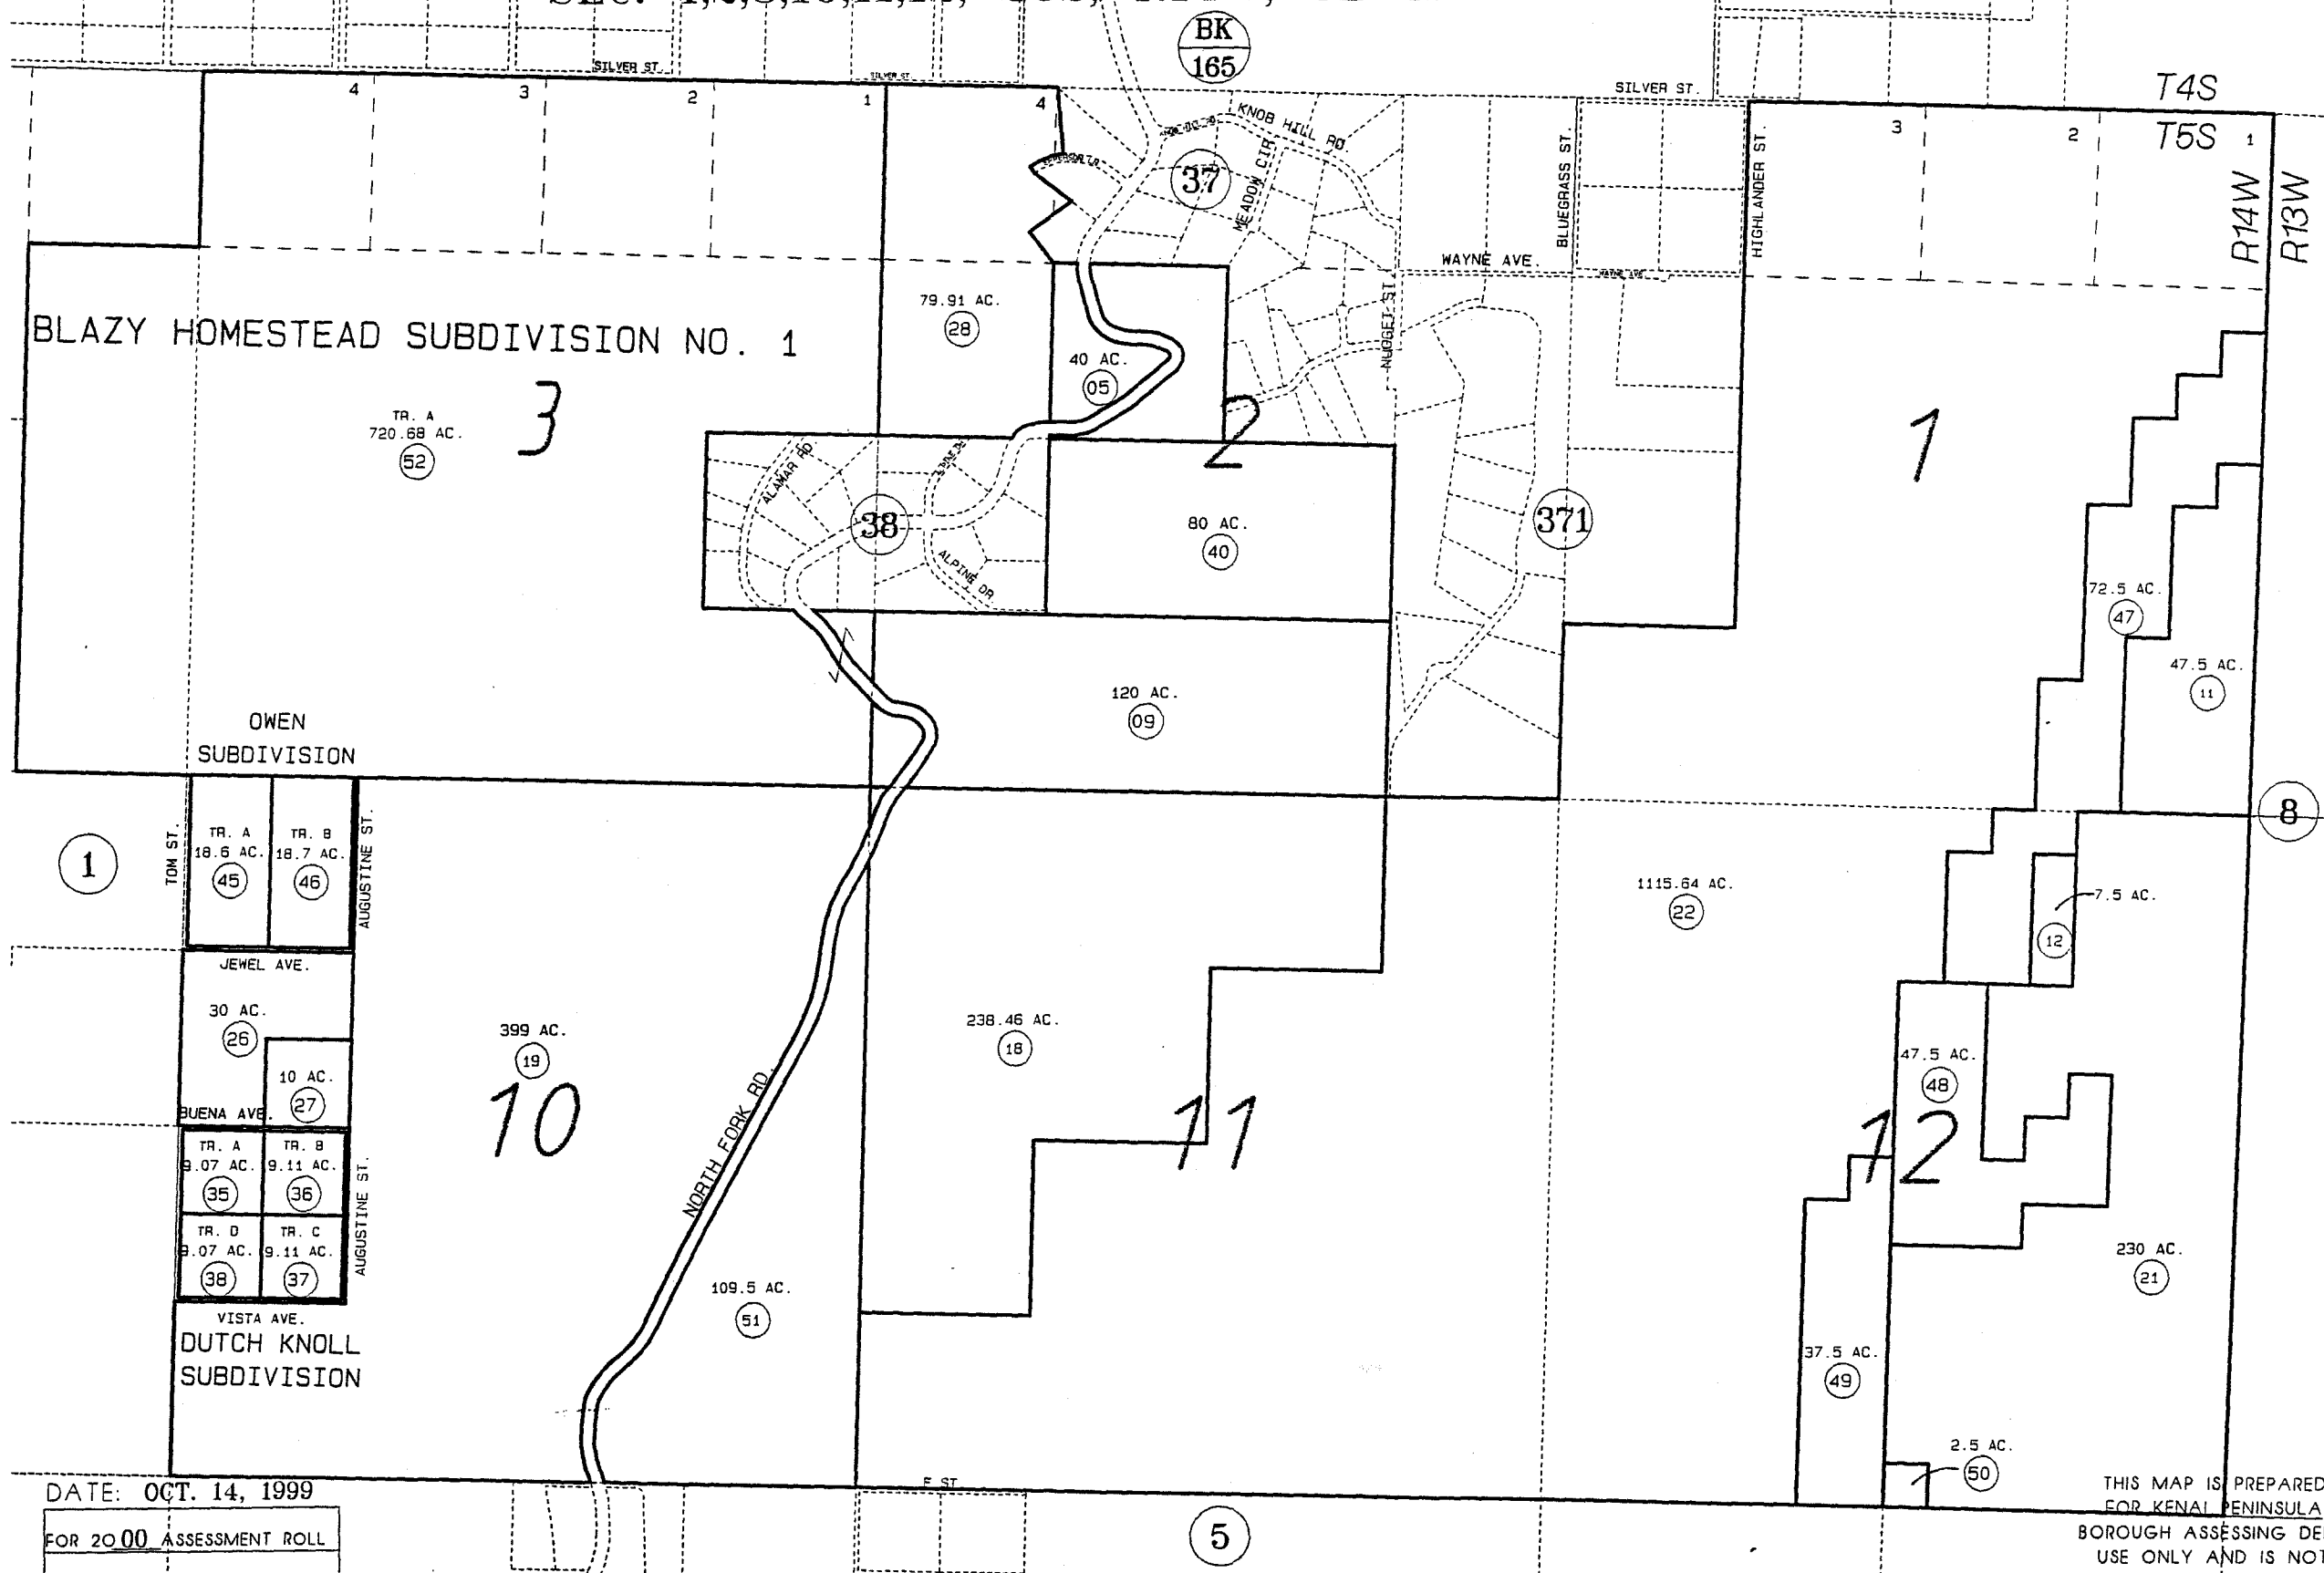 BK
165
SILVER ST.
SILVER ST.
SILVER ST.
T4S
T5S
R14W
R13W
4
3
2
1
4
3
2
1
KNOB HILL RD.
37
MEADOW CIR.
BLUEGRASS ST.
HIGHLANDER ST.
WAYNE AVE.
WAYNE AVE.
NUGGET ST.
79.91 AC.
28
40 AC.
05
BLAZY HOMESTEAD SUBDIVISION NO. 1
3
TR. A
720.68 AC.
52
2
1
ALAMAR RD.
38
ALPINE DR
80 AC.
40
371
72.5 AC.
47
47.5 AC.
11
120 AC.
09
OWEN
SUBDIVISION
8
1
TOM ST.
TR. A
18.6 AC.
45
TR. B
18.7 AC.
46
AUGUSTINE ST.
1115.64 AC.
22
7.5 AC.
12
JEWEL AVE.
30 AC.
26
10 AC.
27
399 AC.
19
10
238.46 AC.
18
11
47.5 AC.
48
12
BUENA AVE.
TR. A
9.07 AC.
35
TR. B
9.11 AC.
36
TR. D
9.07 AC.
38
TR. C
9.11 AC.
37
AUGUSTINE ST.
NORTH FORK RD.
230 AC.
21
109.5 AC.
51
VISTA AVE.
DUTCH KNOLL
SUBDIVISION
37.5 AC.
49
2.5 AC.
50
E ST
5
DATE: OCT. 14, 1999
FOR 2000 ASSESSMENT ROLL
THIS MAP IS PREPARED
FOR KENAI PENINSULA
BOROUGH ASSESSING DE
USE ONLY AND IS NOT